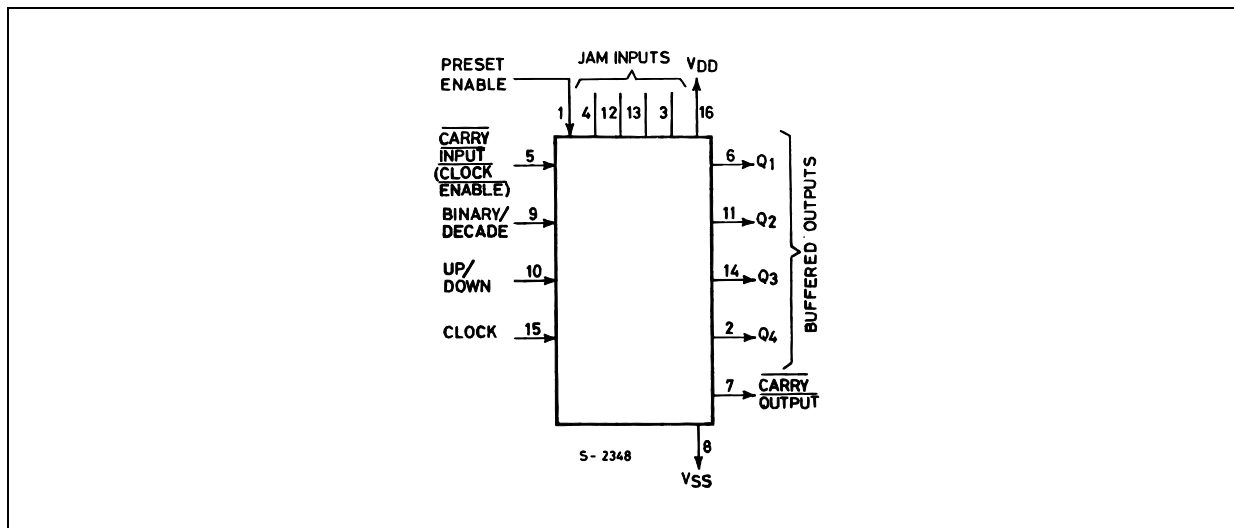 PRESET
ENABLE
JAM INPUTS
VDD
1
4
12
13
3
16
CARRY
INPUT
(CLOCK
ENABLE)
5
BINARY/
DECADE
9
UP/
DOWN
10
CLOCK
15
6
Q1
11
Q2
14
Q3
2
Q4
BUFFERED OUTPUTS
7
CARRY
OUTPUT
8
S-2348
VSS